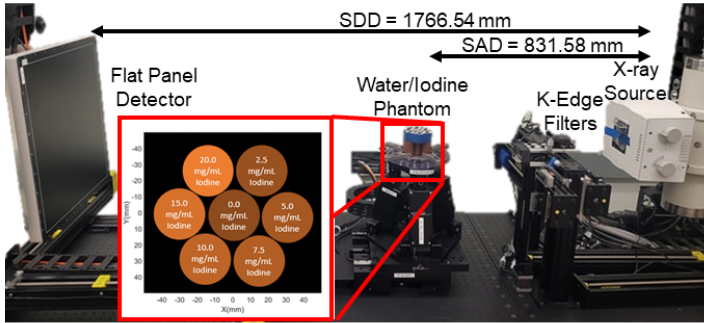 SDD = 1766.54 mm
SAD = 831.58 mm
X-ray
Source
Flat Panel
Detector
Water/Iodine
Phantom
K-Edge
Filters
-40
-30
-20
-10
0
10
20
30
40
Y(mm)
20.0
mg/mL
Iodine
2.5
mg/mL
Iodine
15.0
mg/mL
Iodine
0.0
mg/mL
Iodine
5.0
mg/mL
Iodine
10.0
mg/mL
Iodine
7.5
mg/mL
Iodine
-40 -30 -20 -10 0 10 20 30 40
X(mm)